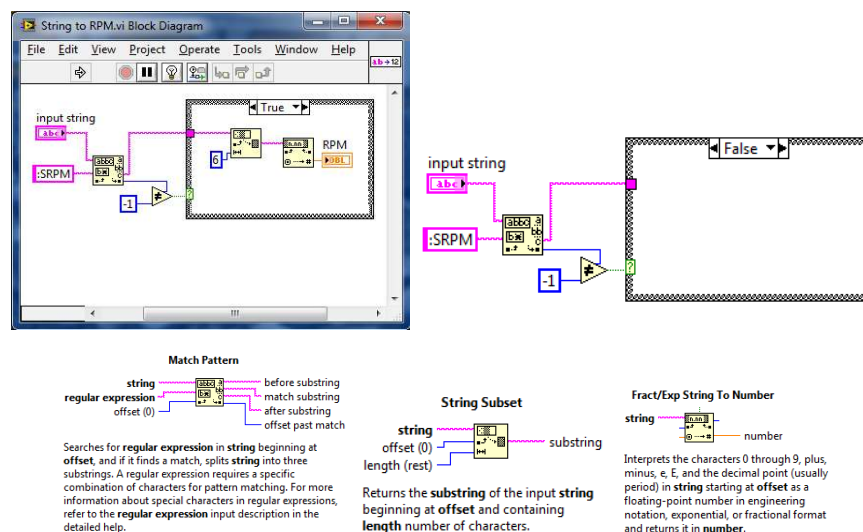 String to RPM.vi Block Diagram
File Edit View Project Operate Tools Window Help
ab→12
True
input string
abc
RPM
DBL
6
:SRPM
-1
≠
?
False
input string
abc
:SRPM
-1
≠
?
Match Pattern
string
regular expression
offset (0)
before substring
match substring
after substring
offset past match
Searches for regular expression in string beginning at
offset, and if it finds a match, splits string into three
substrings. A regular expression requires a specific
combination of characters for pattern matching. For more
information about special characters in regular expressions,
refer to the regular expression input description in the
detailed help.
String Subset
string
offset (0)
length (rest)
substring
Returns the substring of the input string
beginning at offset and containing
length number of characters.
Fract/Exp String To Number
string
number
Interprets the characters 0 through 9, plus,
minus, e, E, and the decimal point (usually
period) in string starting at offset as a
floating-point number in engineering
notation, exponential, or fractional format
and returns it in number.